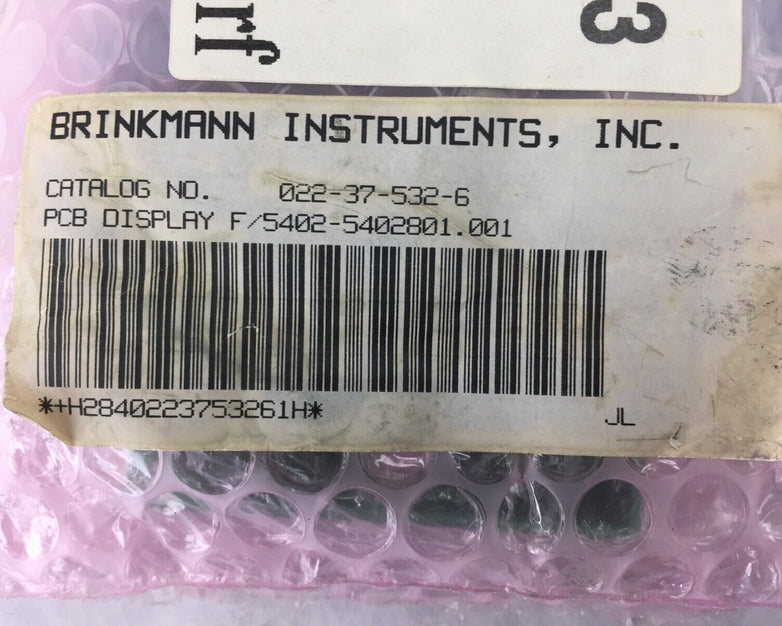 rf
3
BRINKMANN INSTRUMENTS, INC.
CATALOG NO. 022-37-532-6
PCB DISPLAY F/5402-5402801.001
*+H2840223753261H*
JL